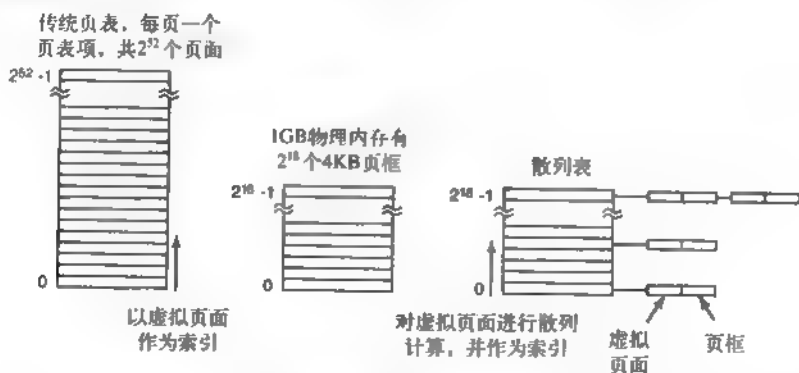 传统页表，每页一个
页表项，共2⁵²个页面
2⁵² -1
0
以虚拟页面
作为索引
1GB物理内存有
2¹⁸个4KB页框
2¹⁸ -1
0
散列表
2¹⁸ -1
0
对虚拟页面进行散列
计算，并作为索引
虚拟
页面
页框